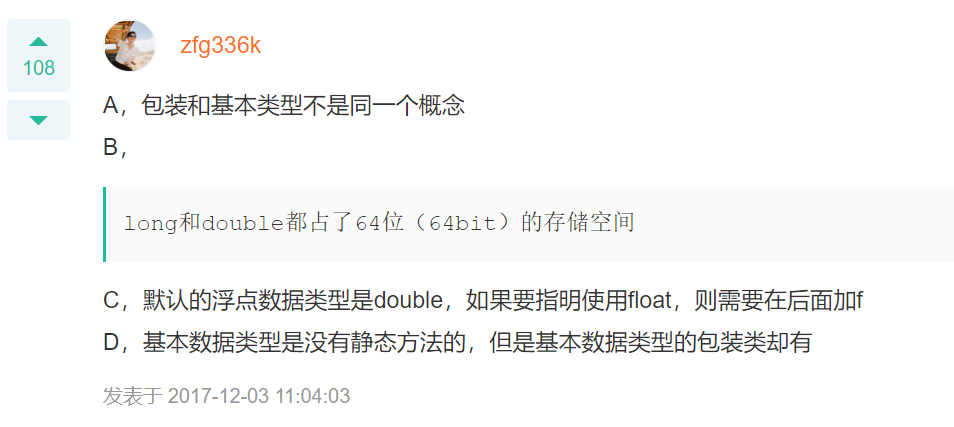 zfg336k
108
A，包装和基本类型不是同一个概念
B，
long和double都占了64位（64bit）的存储空间
C，默认的浮点数据类型是double，如果要指明使用float，则需要在后面加f
D，基本数据类型是没有静态方法的，但是基本数据类型的包装类却有
发表于 2017-12-03 11:04:03